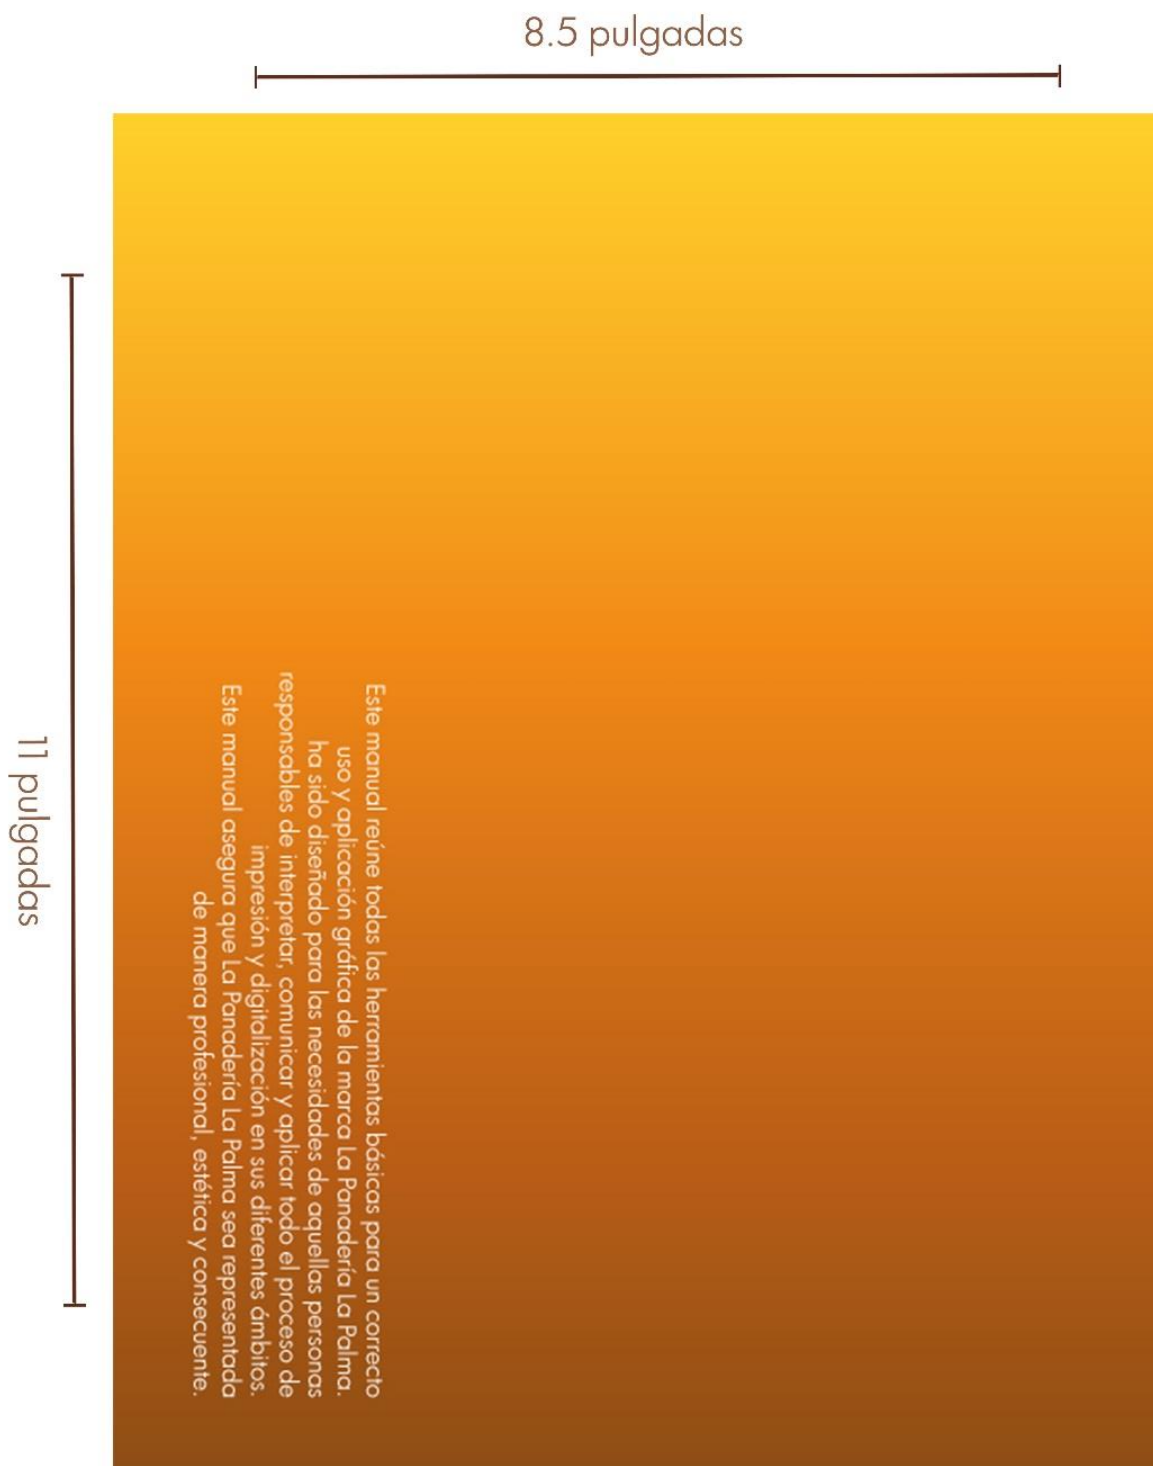 8.5 pulgadas
11 pulgadas
Este manual reúne todas las herramientas básicas para un correcto
uso y aplicación gráfica de la marca La Panadería La Palma.
ha sido diseñado para las necesidades de aquellas personas
responsables de interpretar, comunicar y aplicar todo el proceso de
impresión y digitalización en sus diferentes ámbitos.
Este manual asegura que La Panadería La Palma sea representada
de manera profesional, estética y consecuente.